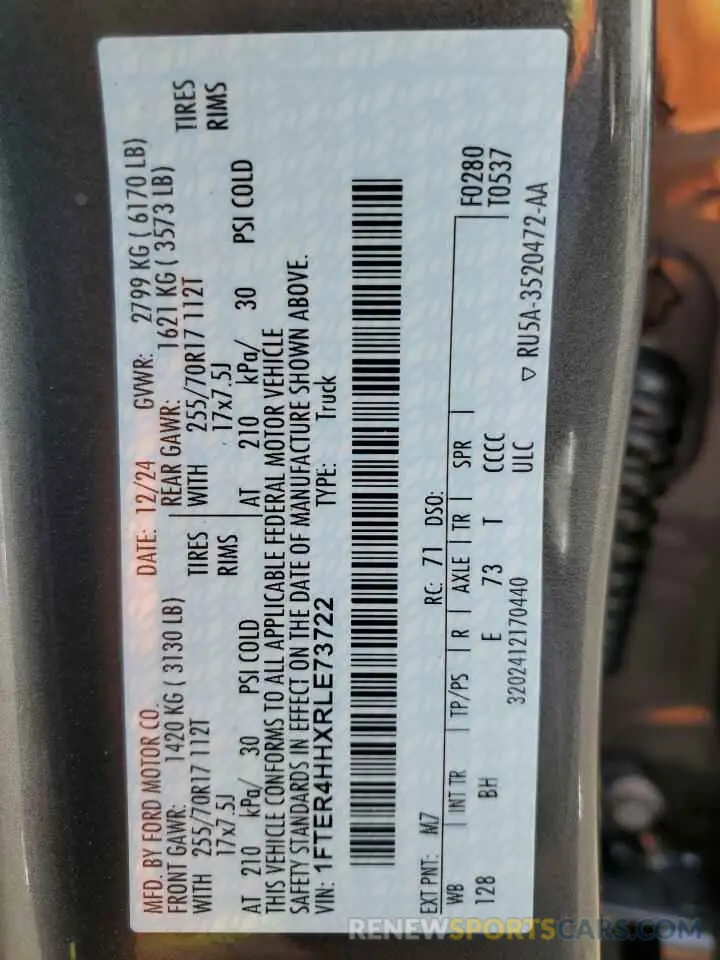 MFD. BY FORD MOTOR CO. DATE: 12/24 GVWR: 2799 KG ( 6170 LB)
FRONT GAWR: 1420 KG ( 3130 LB) REAR GAWR: 1621 KG ( 3573 LB)
WITH 255/70R17 112T TIRES WITH 255/70R17 112T TIRES
17x7.5J RIMS 17x7.5J RIMS
AT 210 kPa/ 30 PSI COLD AT 210 kPa/ 30 PSI COLD
THIS VEHICLE CONFORMS TO ALL APPLICABLE FEDERAL MOTOR VEHICLE
SAFETY STANDARDS IN EFFECT ON THE DATE OF MANUFACTURE SHOWN ABOVE.
VIN: 1FTER4HHXRLE73722 TYPE: Truck
EXT PNT: M7 RC: 71 DSO: F0280
WB INT TR TP/PS R AXLE TR SPR T0537
128 BH E 73 T CCCC
3202412170440 ULC ▽ RU5A-3520472-AA
RENEWSPORTSCARS.COM